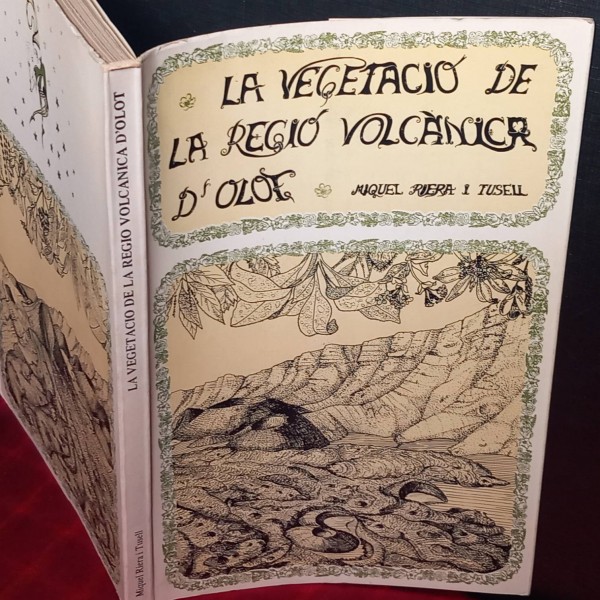 LA VEGETACIÓ DE
LA REGIÓ VOLCÀNICA
D'OLOT
MIQUEL RIERA I TUSELL
LA VEGETACIO DE LA REGIO VOLCANICA D'OLOT
Miquel Riera i Tusell